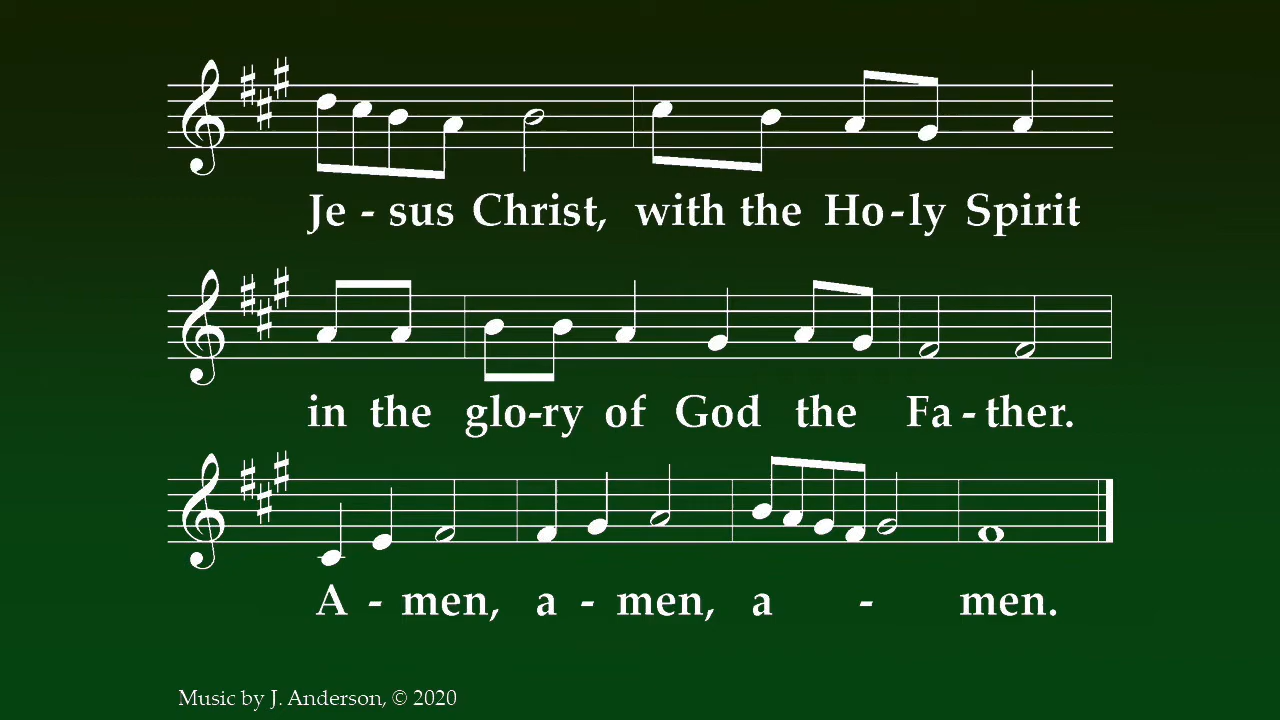 Je - sus Christ, with the Ho - ly Spirit
in the glo-ry of God the Fa - ther.
A - men, a - men, a - men.
Music by J. Anderson, © 2020